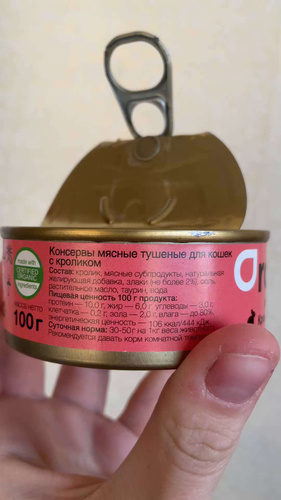 Консервы мясные тушеные для кошек
с кроликом
Состав: кролик, мясные субпродукты, натуральная
желирующая добавка, злаки (не более 2%), соль,
растительное масло, таурин, вода
Пищевая ценность 100 г продукта:
протеин — 10,0 г, жир — 6,0 г, углеводы — 3,0 г,
клетчатка — 0,2 г, зола — 2,0 г, влага — до 80%,
энергетическая ценность — 106 ккал/444 кДж
Суточная норма: 30-50г на 1кг веса
Рекомендуется давать корм комнатной
made with
CERTIFIED
ORGANIC
ingredients
МАССА НЕТТО
100 г